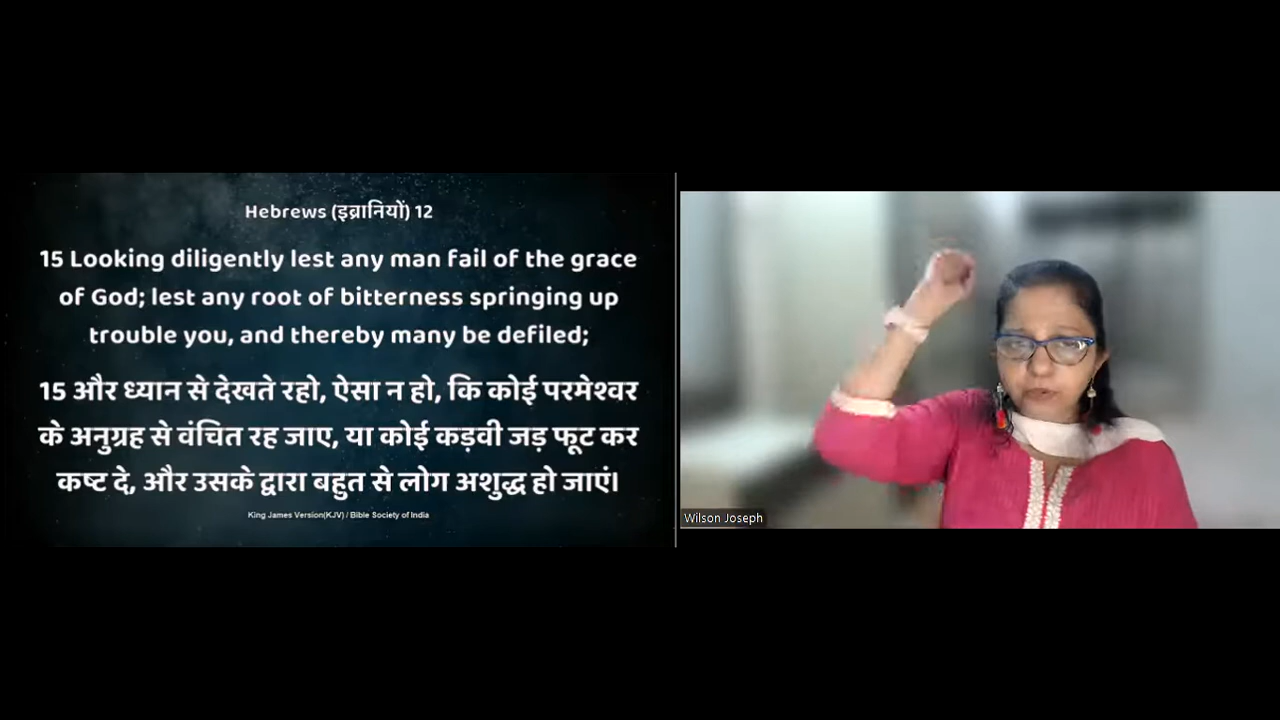 Hebrews (इब्रानियों) 12
15 Looking diligently lest any man fail of the grace
of God; lest any root of bitterness springing up
trouble you, and thereby many be defiled;
15 और ध्यान से देखते रहो, ऐसा न हो, कि कोई परमेश्वर
के अनुग्रह से वंचित रह जाए, या कोई कड़वी जड़ फूट कर
कष्ट दे, और उसके द्वारा बहुत से लोग अशुद्ध हो जाएं।
King James Version(KJV) / Bible Society of India
Wilson Joseph